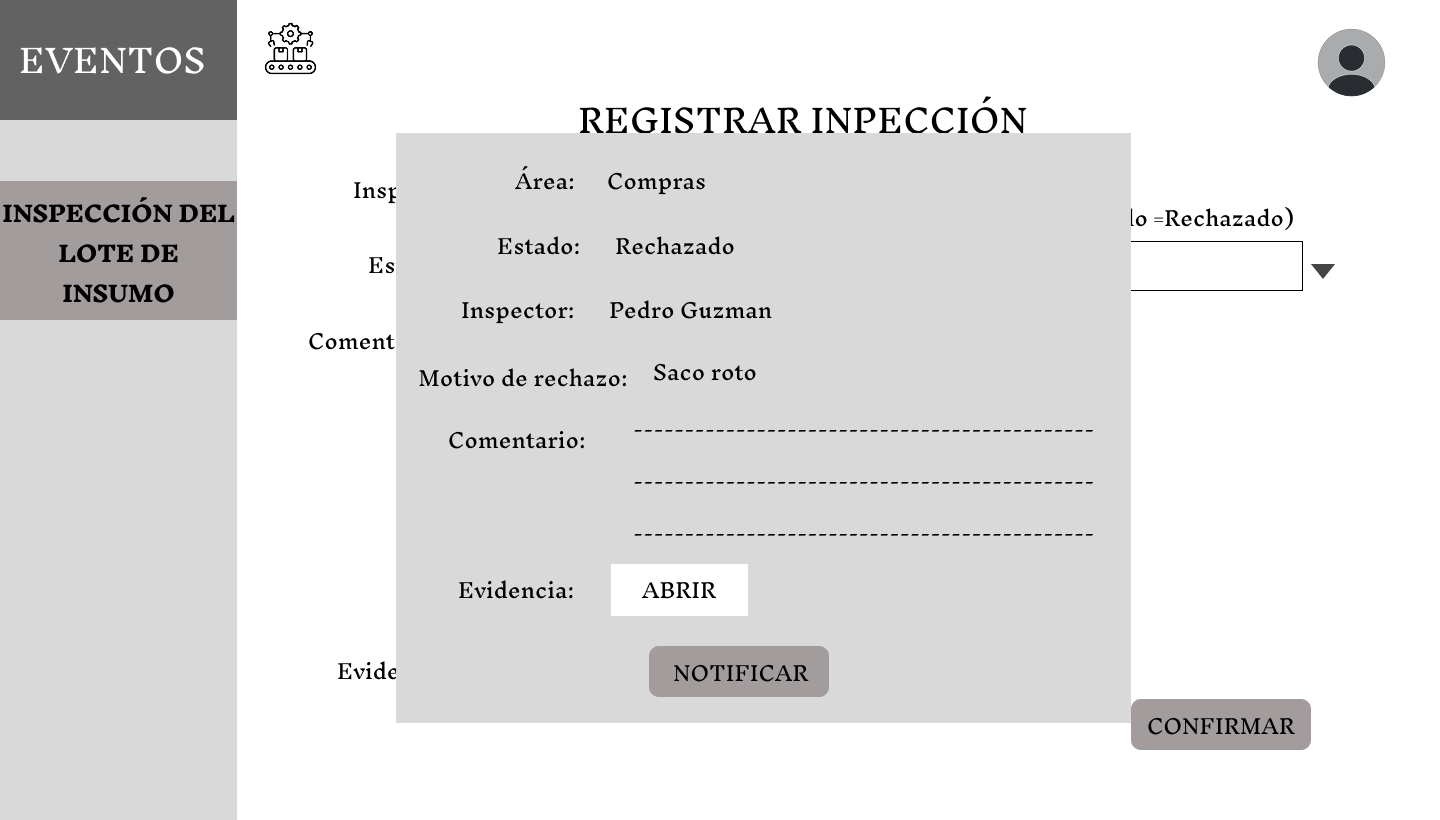 EVENTOS
REGISTRAR INPECCIÓN
INSPECCIÓN DEL
LOTE DE
INSUMO
Insp
lo =Rechazado)
Es
Coment
Evide
Área: Compras
Estado: Rechazado
Inspector: Pedro Guzman
Motivo de rechazo: Saco roto
Comentario:
Evidencia: ABRIR
NOTIFICAR
CONFIRMAR